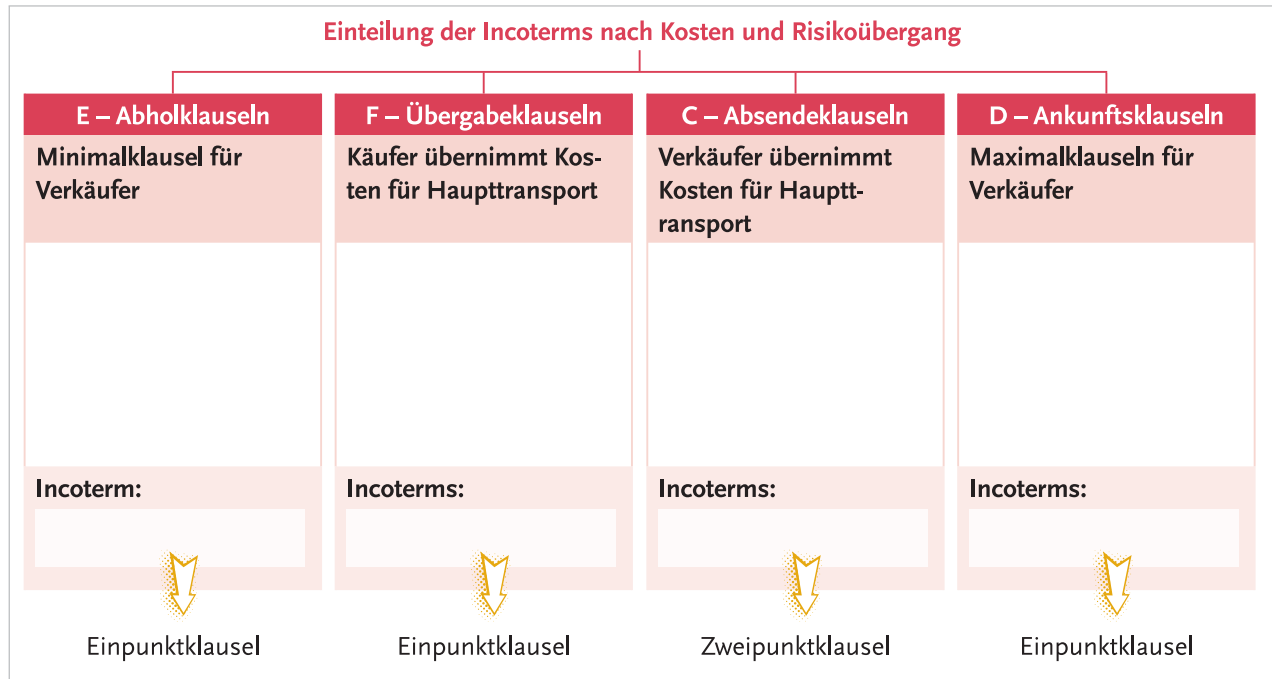 Einteilung der Incoterms nach Kosten und Risikoübergang
E – Abholklauseln
Minimalklausel für
Verkäufer
Incoterm:
Einpunktklausel
F – Übergabeklauseln
Käufer übernimmt Kos-
ten für Haupttransport
Incoterms:
Einpunktklausel
C – Absendeklauseln
Verkäufer übernimmt
Kosten für Hauptt-
ransport
Incoterms:
Zweipunktklausel
D – Ankunftsklauseln
Maximalklauseln für
Verkäufer
Incoterms:
Einpunktklausel